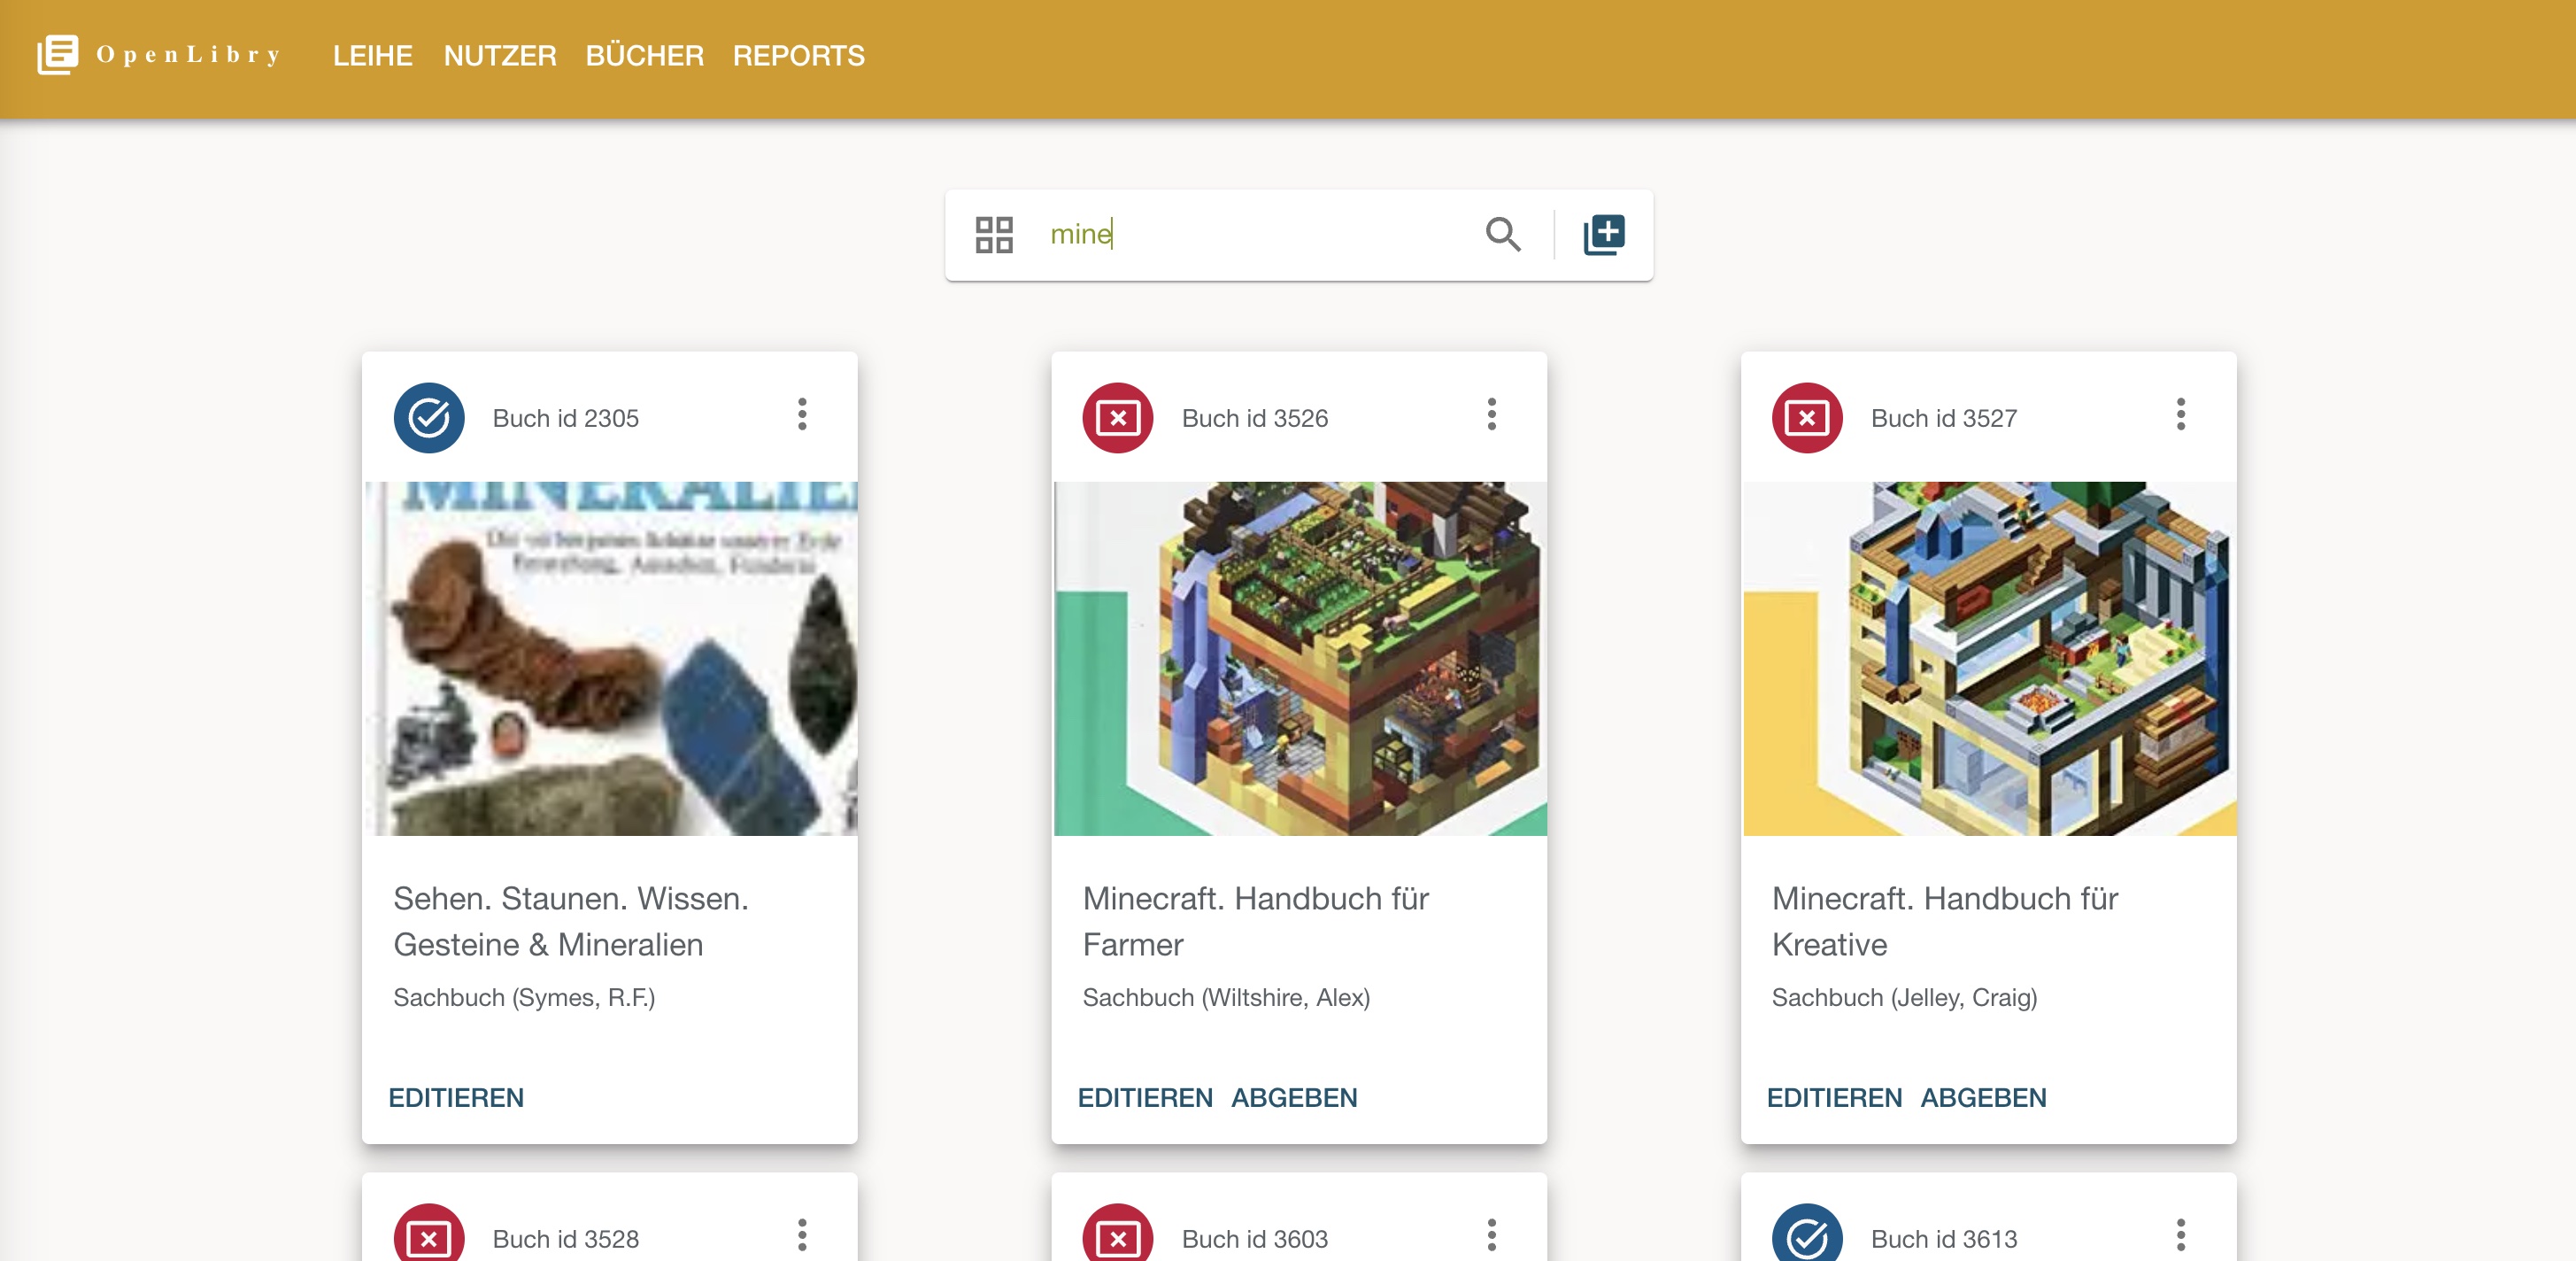 OpenLibry LEIHE NUTZER BÜCHER REPORTS
mine
Buch id 2305
Buch id 3526
Buch id 3527
MINERALIE
Sehen. Staunen. Wissen.
Gesteine & Mineralien
Sachbuch (Symes, R.F.)
EDITIEREN
Minecraft. Handbuch für
Farmer
Sachbuch (Wiltshire, Alex)
EDITIEREN ABGEBEN
Minecraft. Handbuch für
Kreative
Sachbuch (Jelley, Craig)
EDITIEREN ABGEBEN
Buch id 3528
Buch id 3603
Buch id 3613